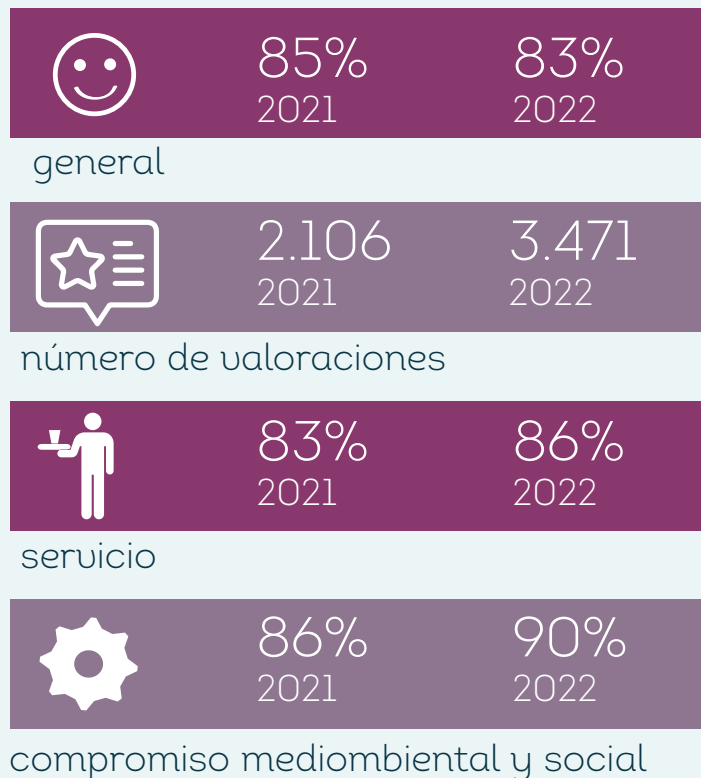 85% 83%
2021 2022
general
2.106 3.471
2021 2022
número de valoraciones
83% 86%
2021 2022
servicio
86% 90%
2021 2022
compromiso mediombiental y social